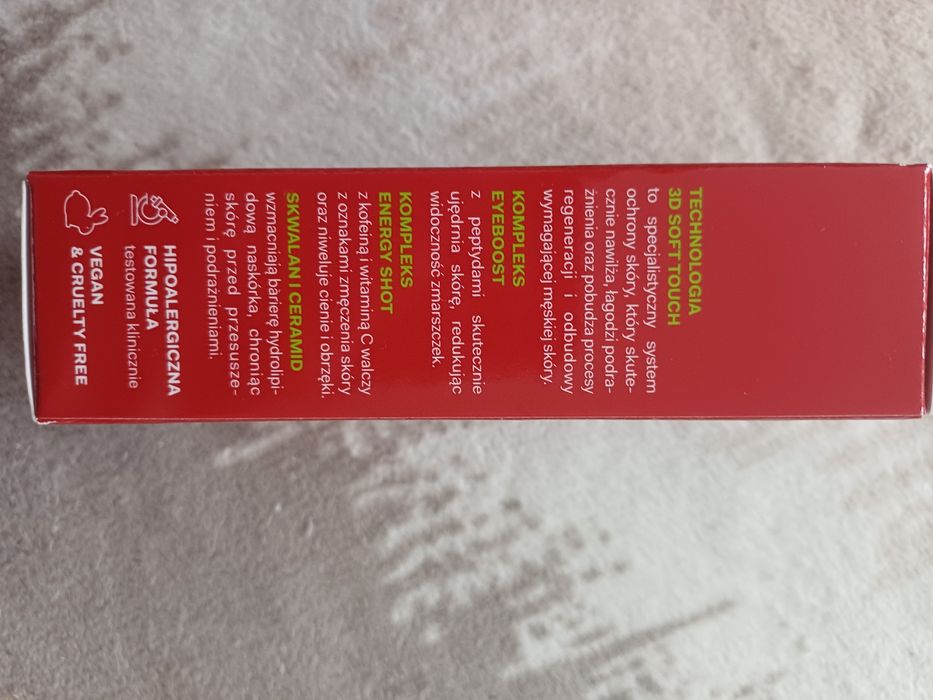 TECHNOLOGIA
3D SOFT TOUCH
to specjalistyczny system
ochrony skóry, który skute-
cznie nawilża, łagodzi podra-
żnienia oraz pobudza procesy
regeneracji i odbudowy
wymagającej męskiej skóry.
KOMPLEKS
EYEBOOST
z peptydami skutecznie
ujędrnia skórę, redukując
widoczność zmarszczek.
KOMPLEKS
ENERGY SHOT
z kofeiną i witaminą C walczy
z oznakami zmęczenia skóry
oraz niweluje cienie i obrzęki.
SKWALAN I CERAMID
wzmacniają barierę hydrolipi-
dową naskórka, chroniąc
skórę przed przesusze-
niem i podrażnieniami.
HIPOALERGICZNA
FORMUŁA
testowana klinicznie
VEGAN
& CRUELTY FREE